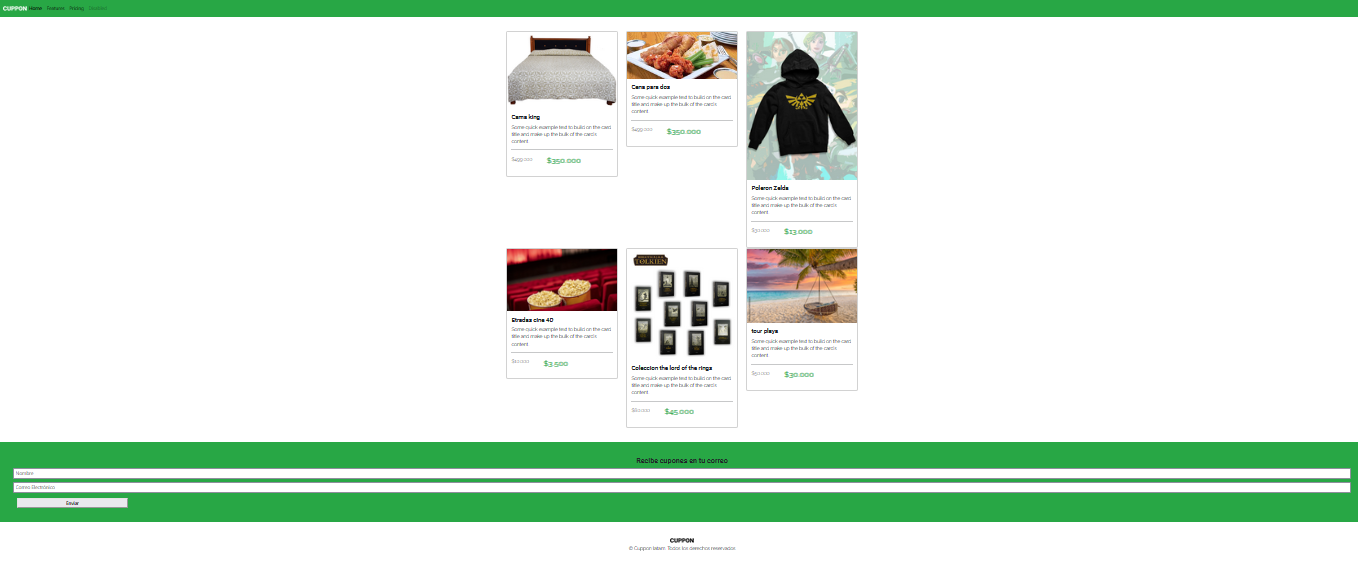 CUPPON Home Features Pricing Disabled
Cama king
Some quick example text to build on the card
title and make up the bulk of the card's
content
$499.000 $350.000
Cena para dos
Some quick example text to build on the card
title and make up the bulk of the card's
content
$499.000 $350.000
Poleron Zelda
Some quick example text to build on the card
title and make up the bulk of the card's
content
$30.000 $13.000
Etradas cine 4D
Some quick example text to build on the card
title and make up the bulk of the card's
content
$10.000 $3.500
TOLKIEN
Coleccion the lord of the rings
Some quick example text to build on the card
title and make up the bulk of the card's
content
$80.000 $45.000
tour playa
Some quick example text to build on the card
title and make up the bulk of the card's
content
$50.000 $30.000
Recibe cupones en tu correo
Nombre
Correo Electrónico
Enviar
CUPPON
© Cuppon latam. Todos los derechos reservados